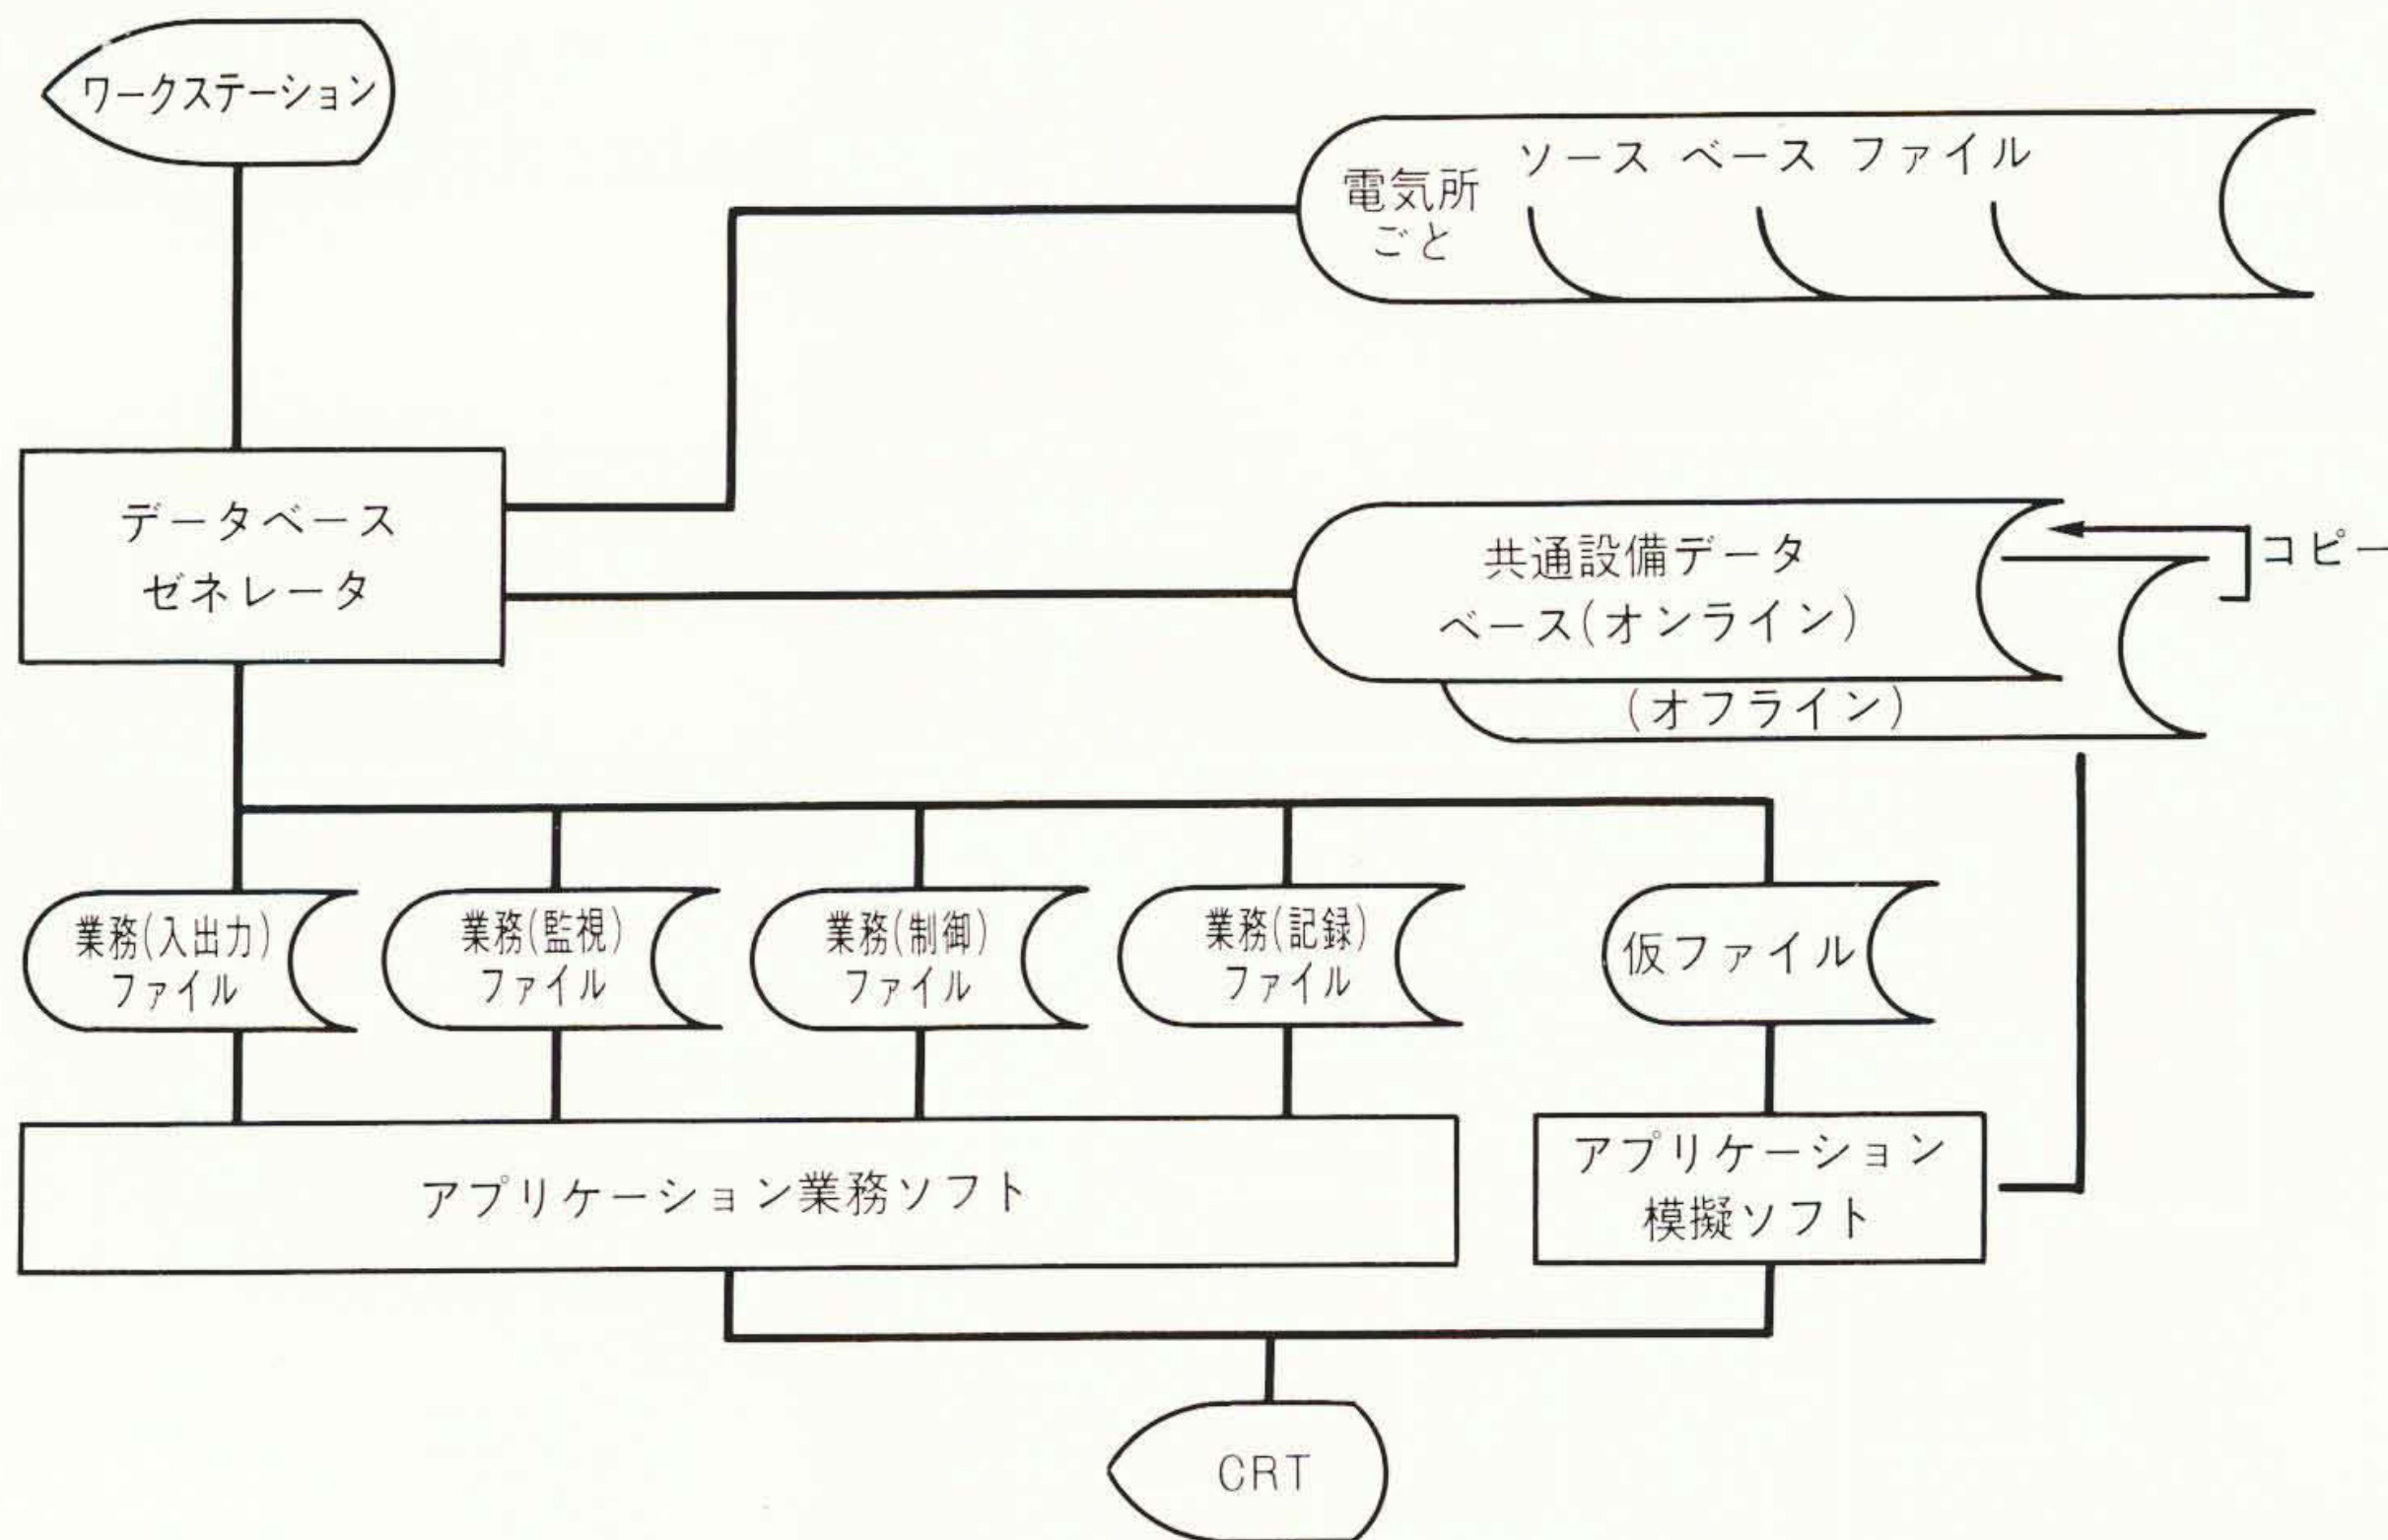 ワークステーション
ソース ベース ファイル
電気所
ごと
データベース
ゼネレータ
共通設備データ
ベース(オンライン)
コピー
(オフライン)
業務(入出力)
ファイル
業務(監視)
ファイル
業務(制御)
ファイル
業務(記録)
ファイル
仮ファイル
アプリケーション業務ソフト
アプリケーション
模擬ソフト
CRT